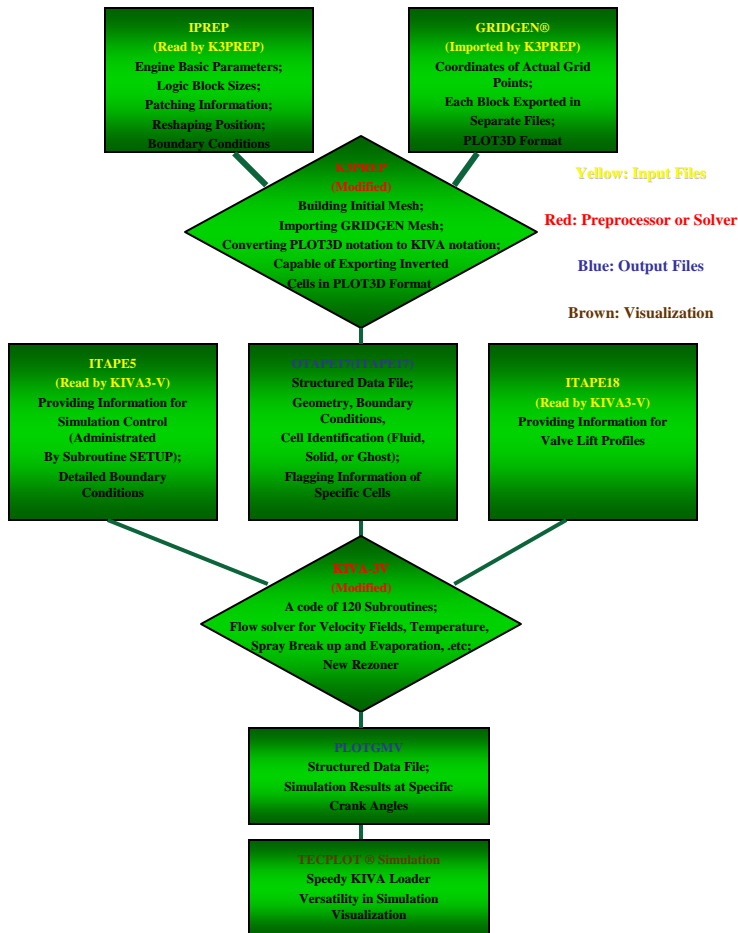 IPREP
(Read by K3PREP)
Engine Basic Parameters;
Logic Block Sizes;
Patching Information;
Reshaping Position;
Boundary Conditions
GRIDGEN®
(Imported by K3PREP)
Coordinates of Actual Grid
Points;
Each Block Exported in
Separate Files;
PLOT3D Format
K3PREP
(Modified)
Building Initial Mesh;
Importing GRIDGEN Mesh;
Converting PLOT3D notation to KIVA notation;
Capable of Exporting Inverted
Cells in PLOT3D Format
Yellow: Input Files
Red: Preprocessor or Solver
Blue: Output Files
Brown: Visualization
ITAPE5
(Read by KIVA3-V)
Providing Information for
Simulation Control
(Administrated
By Subroutine SETUP);
Detailed Boundary
Conditions
Structured Data File;
Geometry, Boundary
Conditions,
Cell Identification (Fluid,
Solid, or Ghost);
Flagging Information of
Specific Cells
ITAPE18
(Read by KIVA3-V)
Providing Information for
Valve Lift Profiles
KIVA-3V
(Modified)
A code of 120 Subroutines;
Flow solver for Velocity Fields, Temperature,
Spray Break up and Evaporation, .etc;
New Rezoner
PLOTGMV
Structured Data File;
Simulation Results at Specific
Crank Angles
TECPLOT ® Simulation
Speedy KIVA Loader
Versatility in Simulation
Visualization